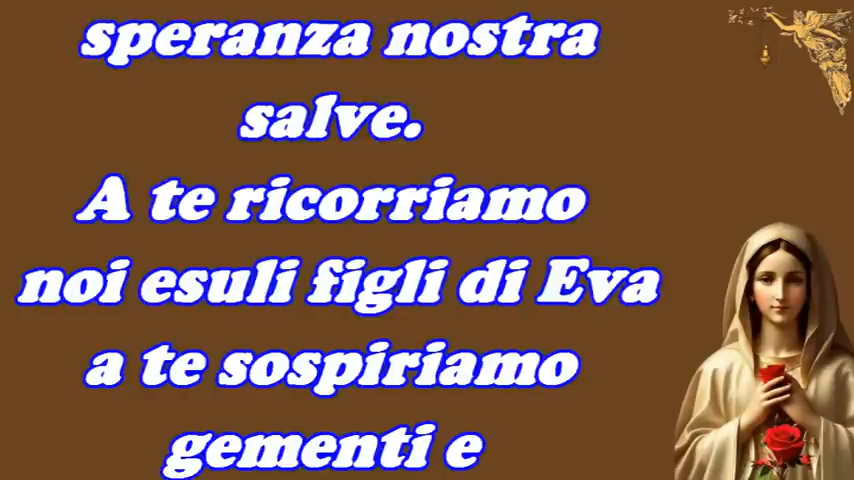 speranza nostra
salve.
A te ricorriamo
noi esuli figli di Eva
a te sospiriamo
gementi e